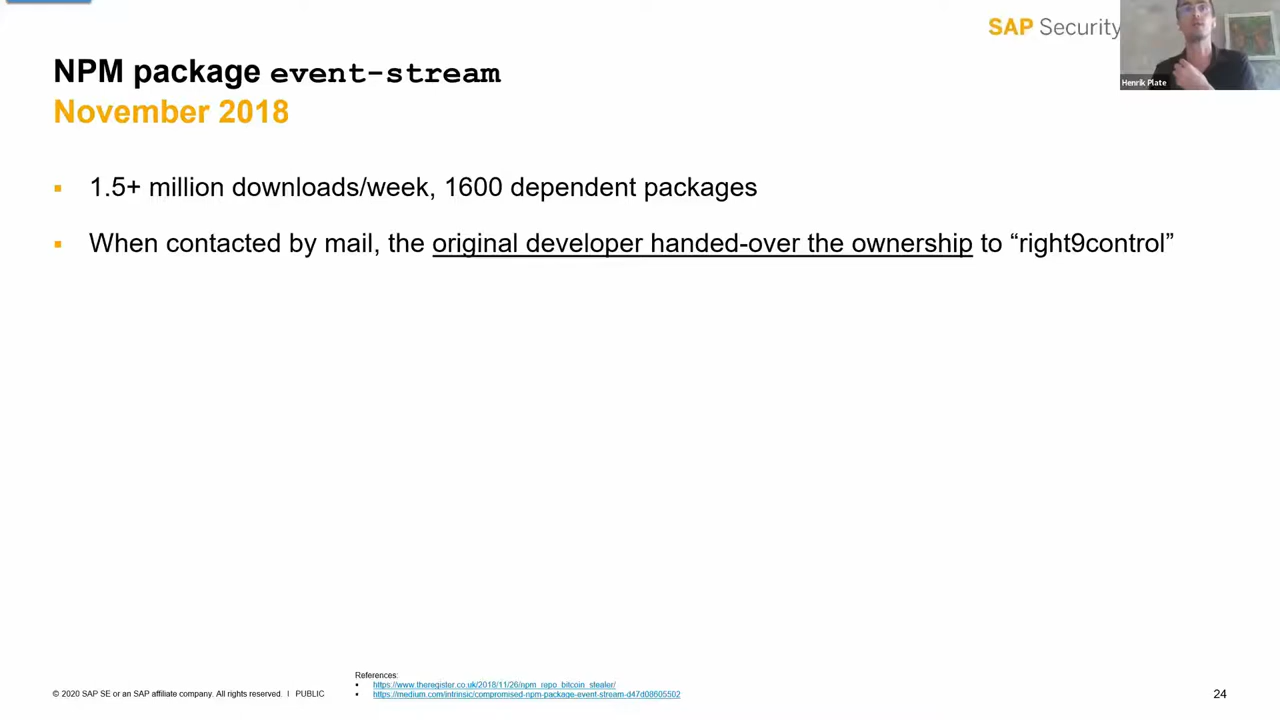 SAP Security
Henrik Plate
NPM package event-stream
November 2018
▪ 1.5+ million downloads/week, 1600 dependent packages
▪ When contacted by mail, the original developer handed-over the ownership to “right9control”
References:
• https://www.theregister.co.uk/2018/11/26/npm_repo_bitcoin_stealer/
• https://medium.com/intrinsic/compromised-npm-package-event-stream-d47d08605502
© 2020 SAP SE or an SAP affiliate company. All rights reserved. | PUBLIC
24